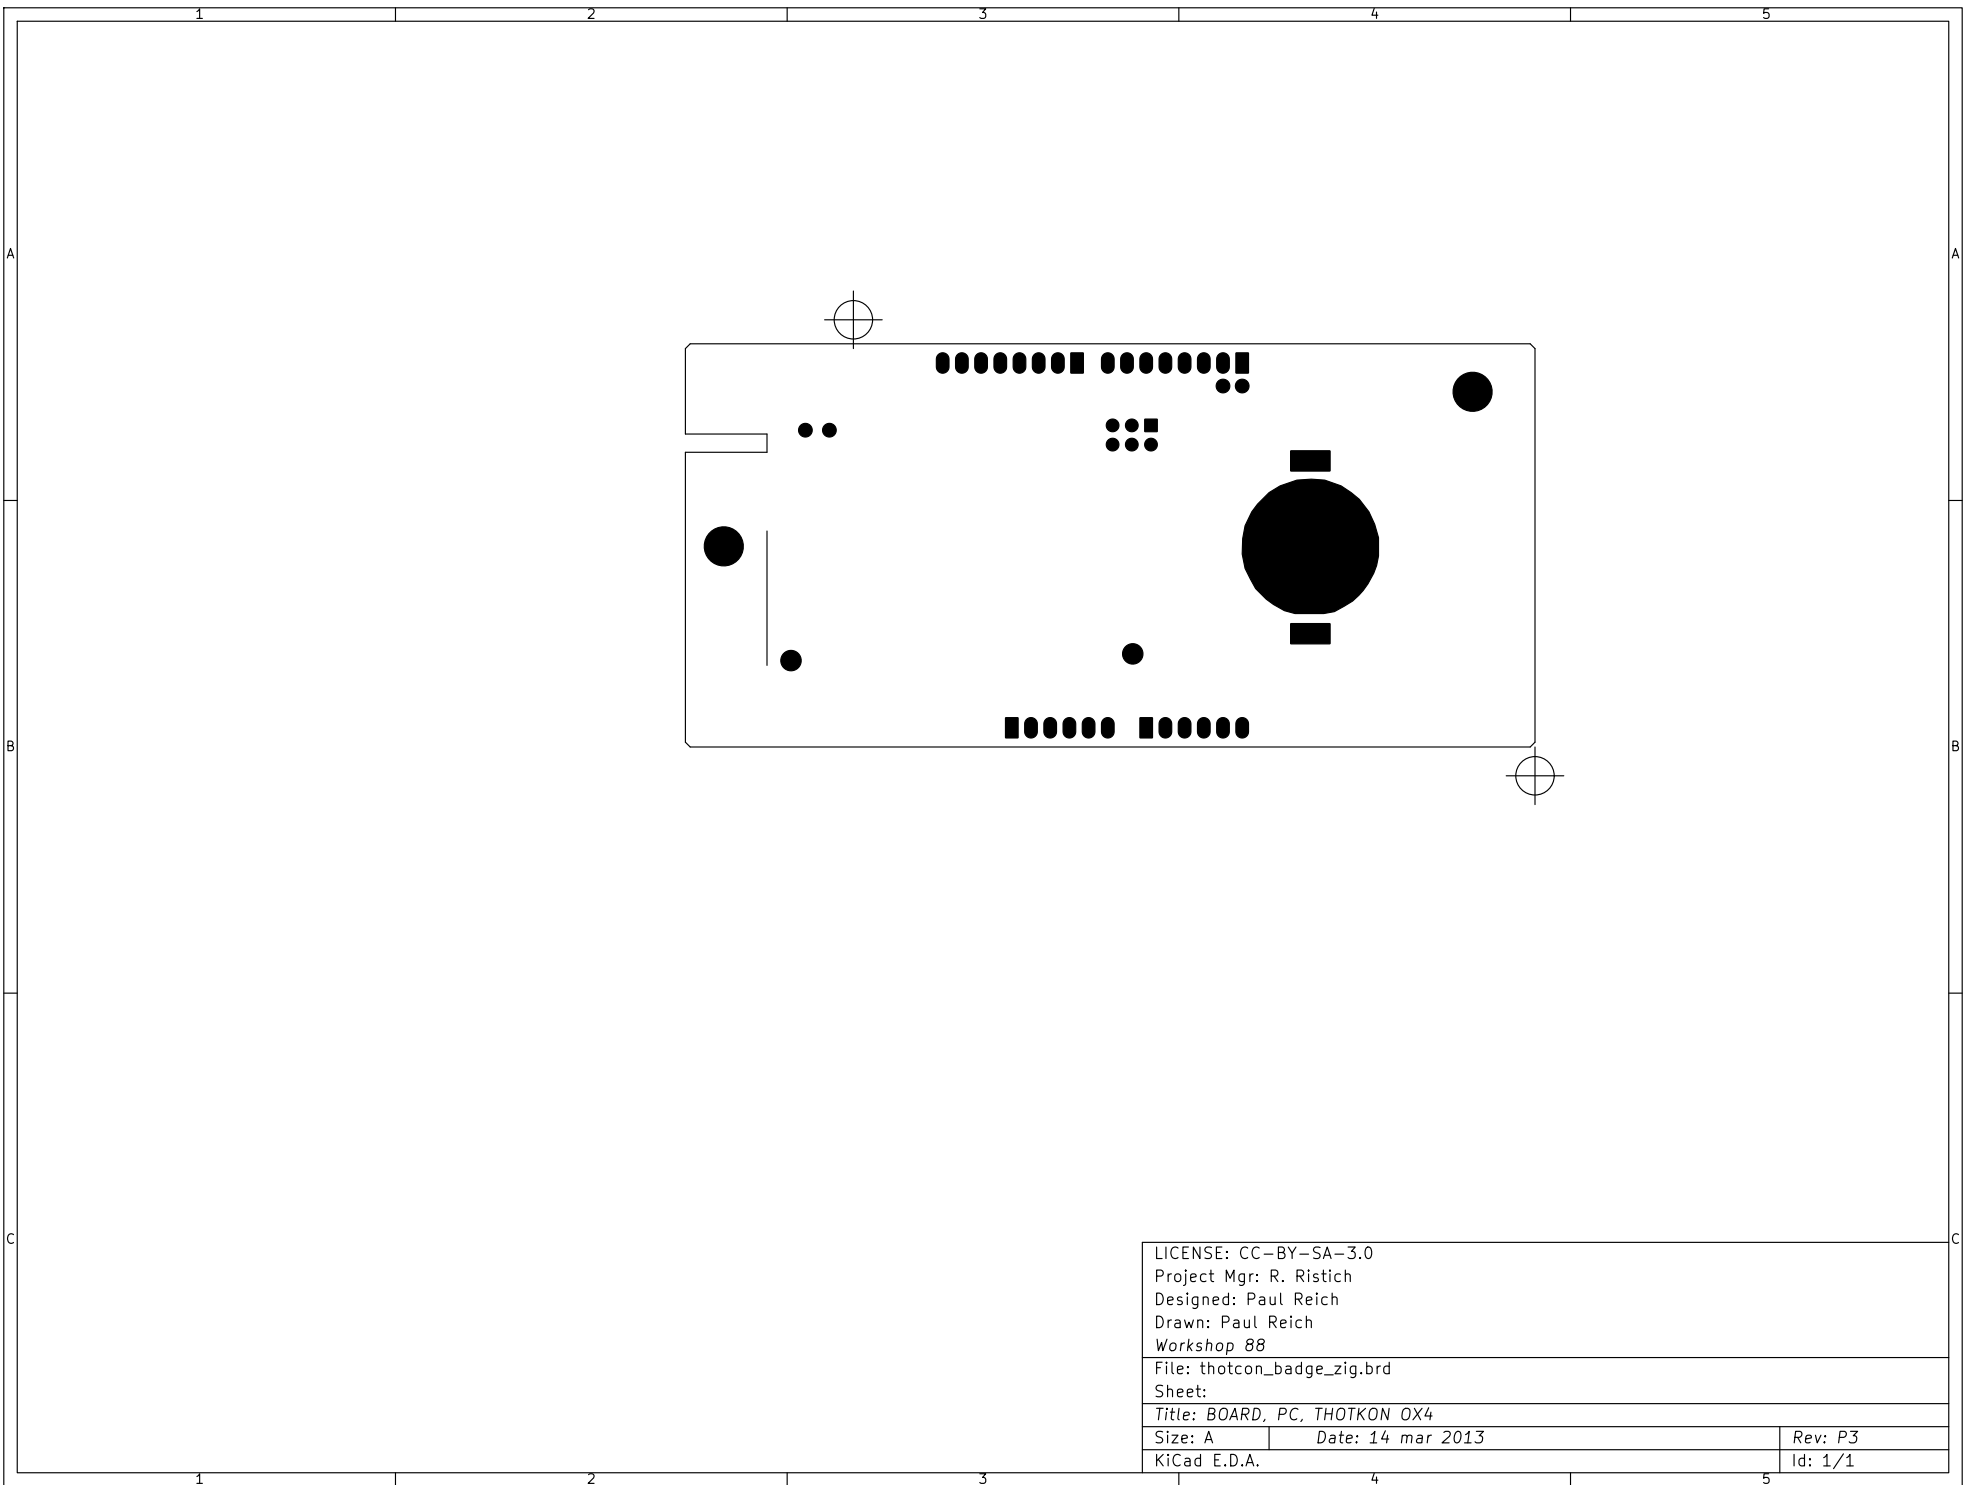 1 2 3 4 5
A A
B B
C C
LICENSE: CC-BY-SA-3.0
Project Mgr: R. Ristich
Designed: Paul Reich
Drawn: Paul Reich
Workshop 88
File: thotcon_badge_zig.brd
Sheet:
Title: BOARD, PC, THOTKON OX4
Size: A Date: 14 mar 2013 Rev: P3
KiCad E.D.A. Id: 1/1
1 2 3 4 5